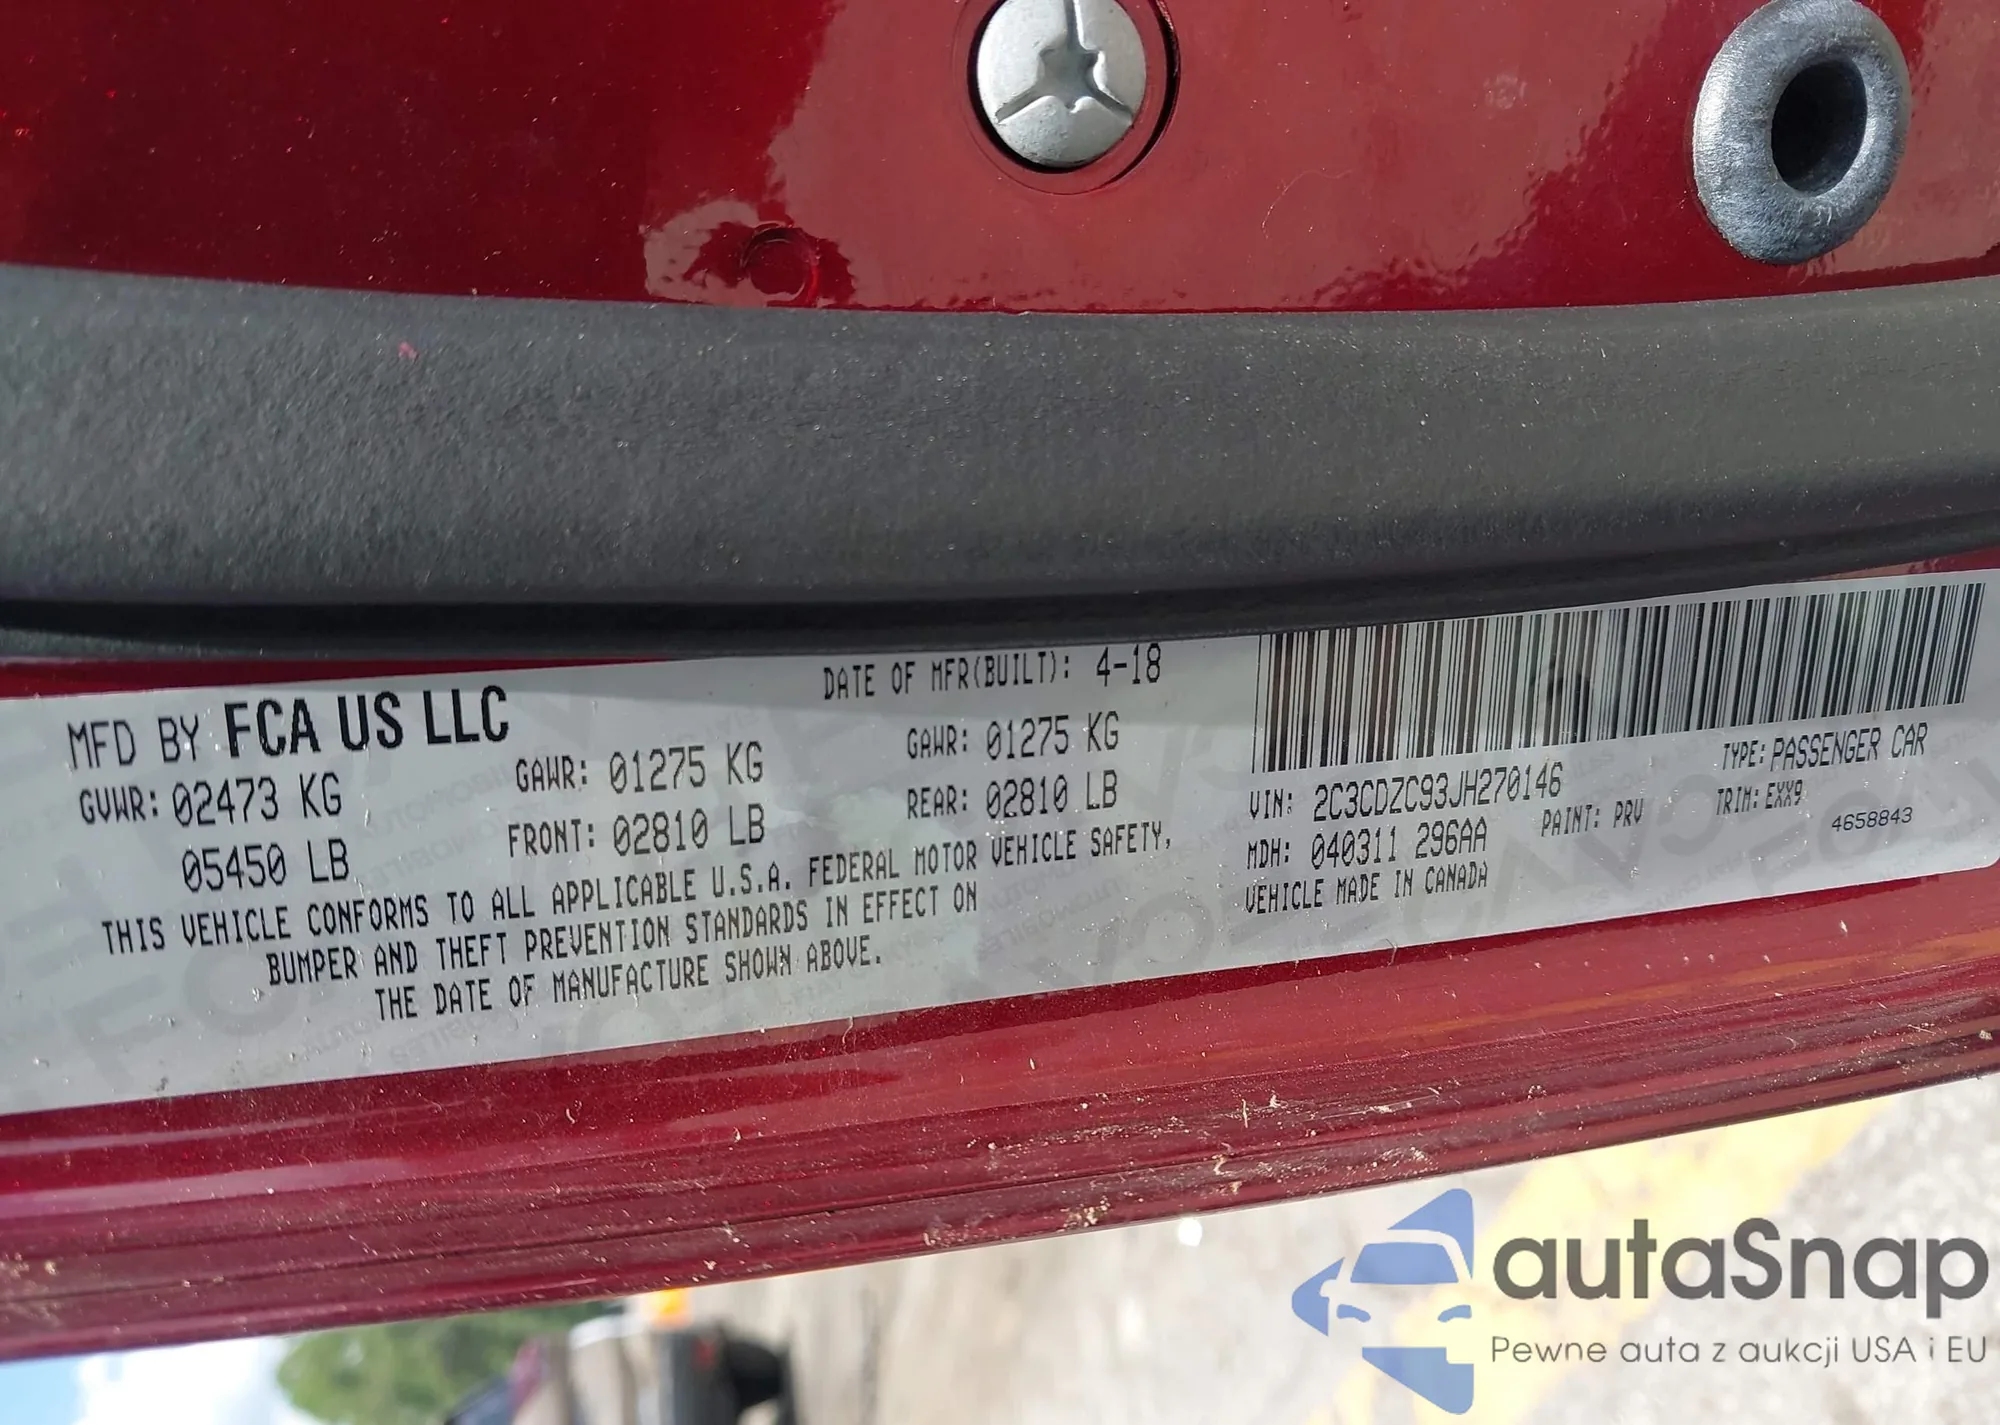 MFD BY FCA US LLC
DATE OF MFR(BUILT): 4-18
GVWR: 02473 KG
05450 LB
GAWR: 01275 KG
FRONT: 02810 LB
GAWR: 01275 KG
REAR: 02810 LB
THIS VEHICLE CONFORMS TO ALL APPLICABLE U.S.A. FEDERAL MOTOR VEHICLE SAFETY,
BUMPER AND THEFT PREVENTION STANDARDS IN EFFECT ON
THE DATE OF MANUFACTURE SHOWN ABOVE.
VIN: 2C3CDZC93JH270146
TYPE: PASSENGER CAR
MDH: 040311 296AA
PAINT: PRV
TRIM: EXX9
VEHICLE MADE IN CANADA
4658843
autaSnap
Pewne auta z aukcji USA i EU